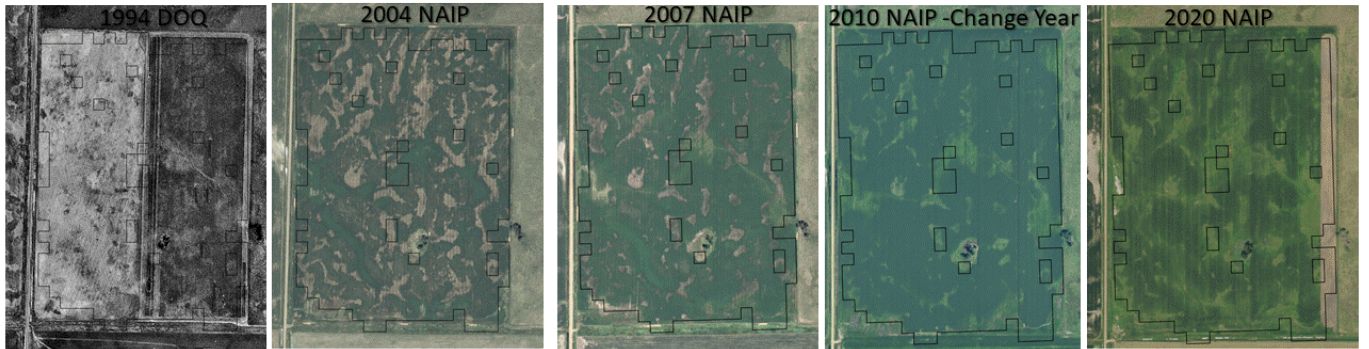 1994 DOQ
2004 NAIP
2007 NAIP
2010 NAIP -Change Year
2020 NAIP